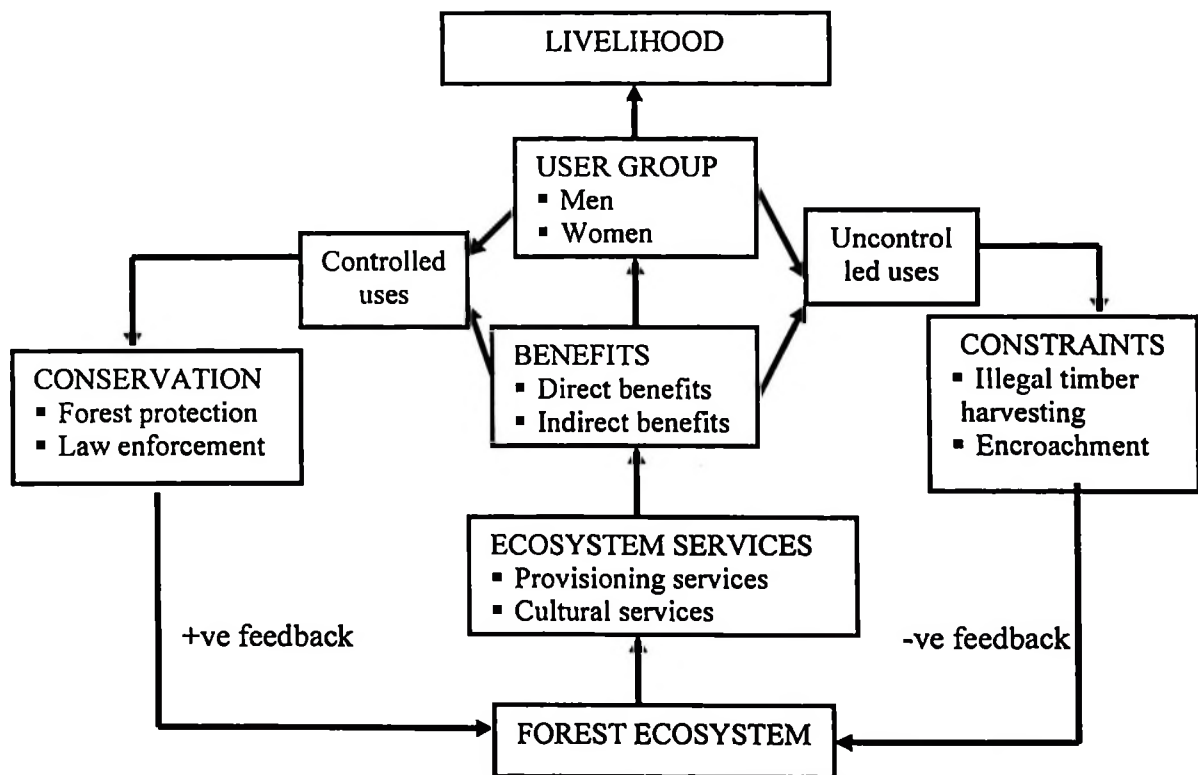 LIVELIHOOD
USER GROUP
▪ Men
▪ Women
Controlled
uses
Uncontrol
led uses
CONSERVATION
▪ Forest protection
▪ Law enforcement
BENEFITS
▪ Direct benefits
▪ Indirect benefits
CONSTRAINTS
▪ Illegal timber
harvesting
▪ Encroachment
ECOSYSTEM SERVICES
▪ Provisioning services
▪ Cultural services
+ve feedback
-ve feedback
FOREST ECOSYSTEM